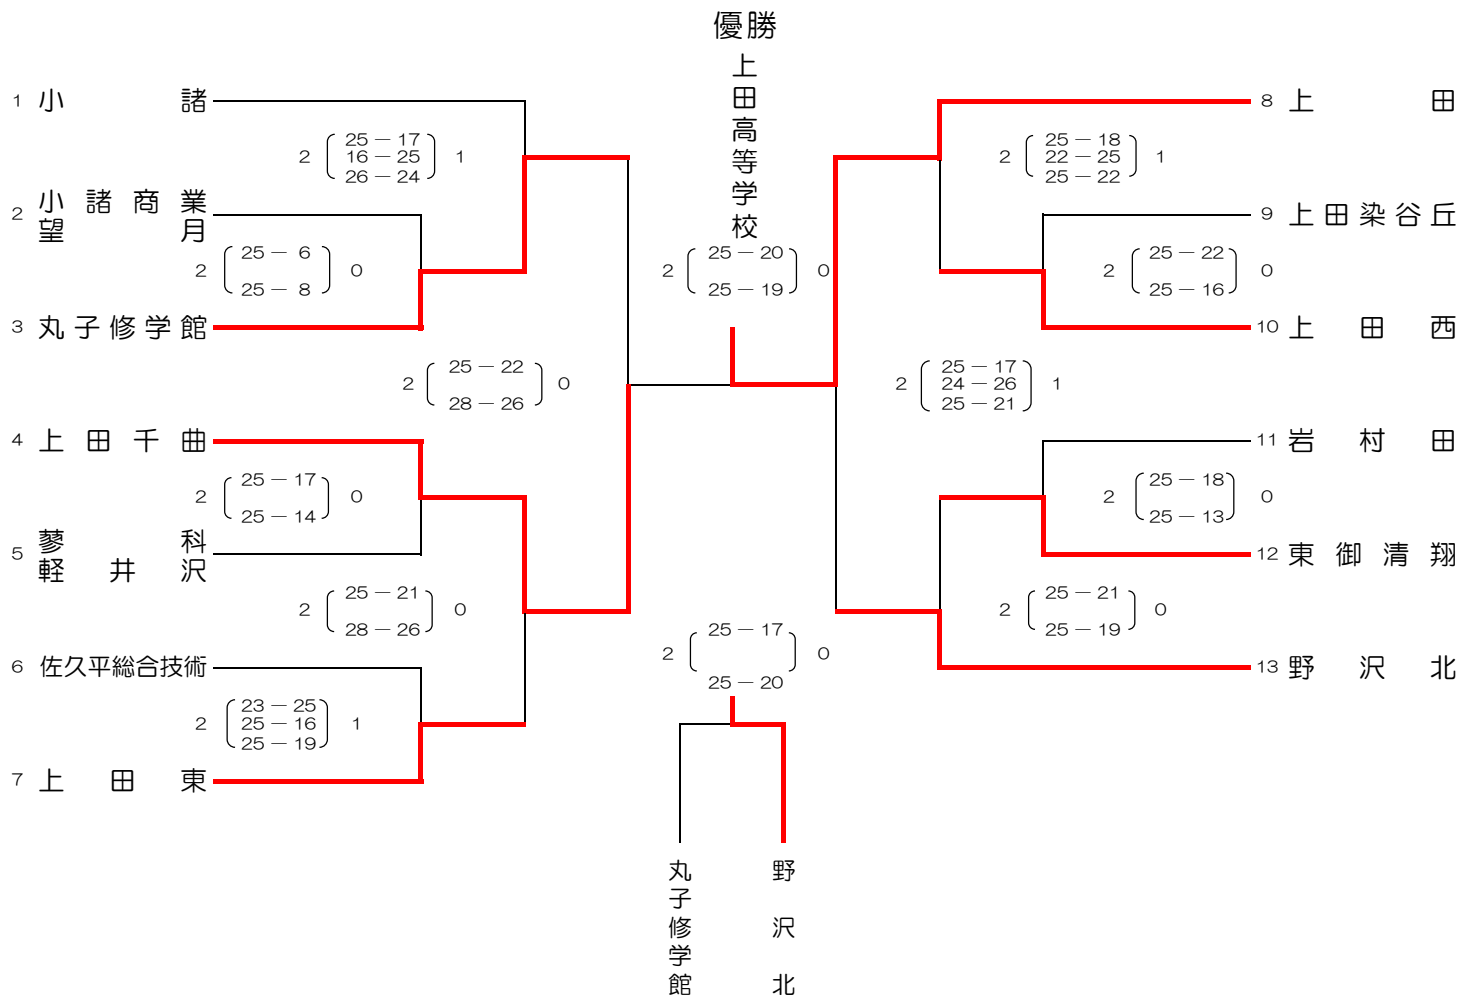 優勝
上田高等学校
1 小諸
2 25－17 1
16－25
26－24
2 小諸商業
望月
2 25－6 0
25－8
3 丸子修学館
2 25－22 0
28－26
4 上田千曲
2 25－17 0
25－14
5 蓼科
軽井沢
2 25－21 0
28－26
6 佐久平総合技術
2 23－25 1
25－16
25－19
7 上田東
2 25－20 0
25－19
8 上田
2 25－18 1
22－25
25－22
9 上田染谷丘
2 25－22 0
25－16
10 上田西
2 25－17 1
24－26
25－21
11 岩村田
2 25－18 0
25－13
12 東御清翔
2 25－21 0
25－19
13 野沢北
2 25－17 0
25－20
丸子修学館
野沢北